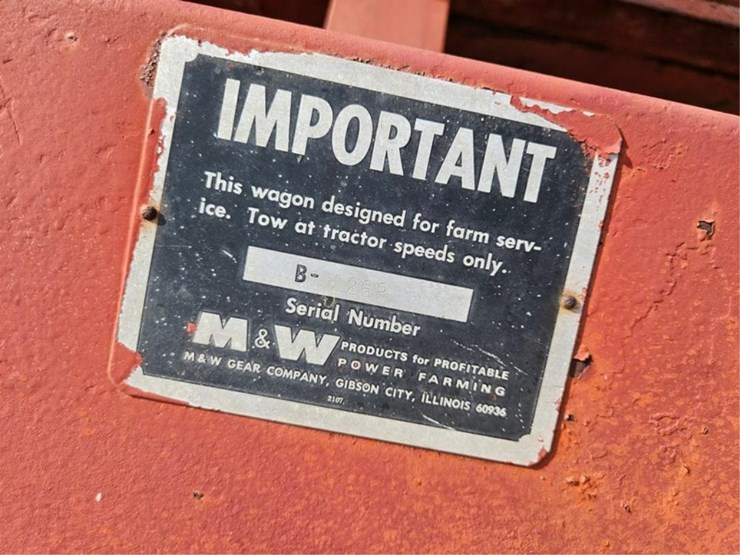 IMPORTANT
This wagon designed for farm serv-
ice. Tow at tractor speeds only.
B-
Serial Number
M & W PRODUCTS for PROFITABLE
POWER FARMING
M & W GEAR COMPANY, GIBSON CITY, ILLINOIS 60936
2107